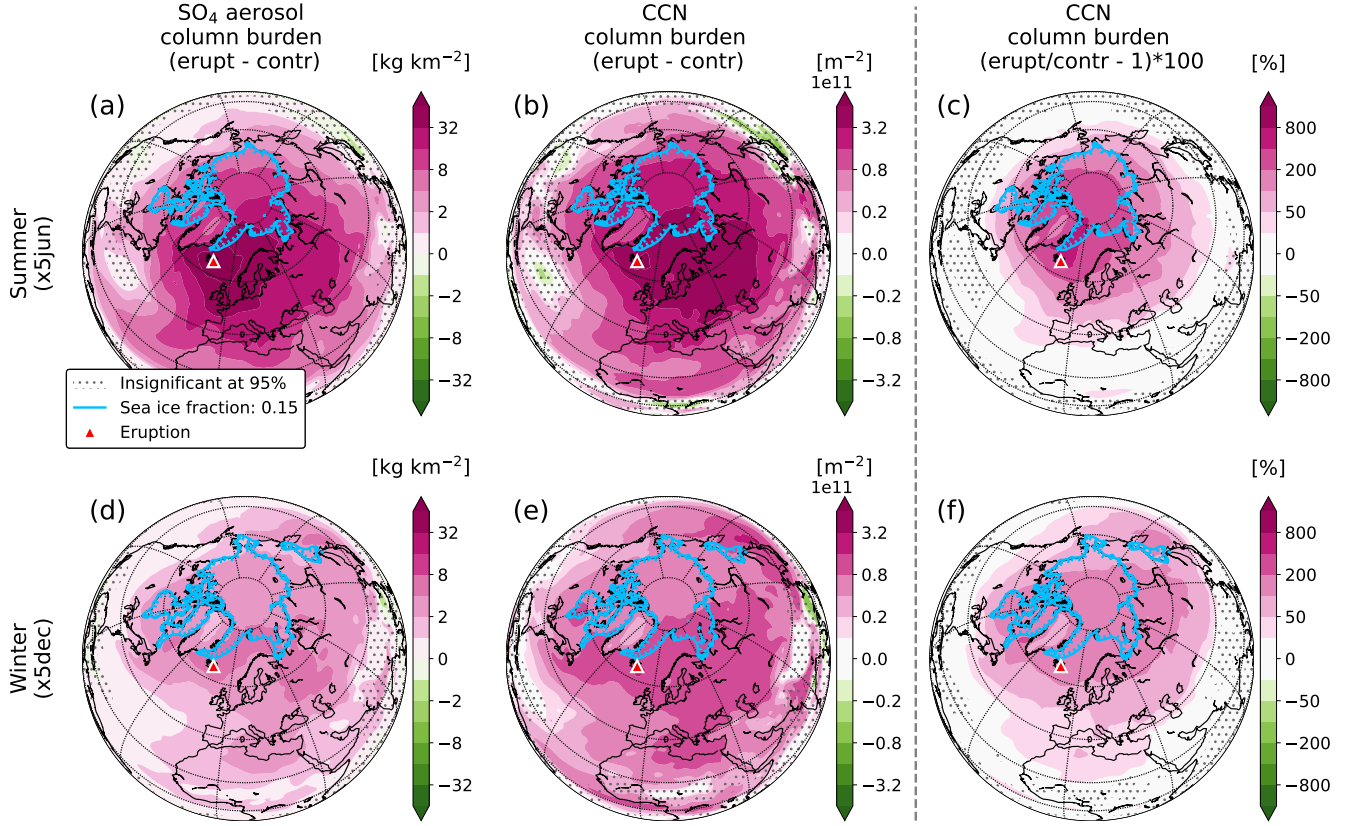 SO₄ aerosol
column burden
(erupt - contr)
[kg km⁻²]
CCN
column burden
(erupt - contr)
[m⁻²]
1e11
CCN
column burden
(erupt/contr - 1)*100
[%]
Summer
(x5jun)
(a)
32
8
2
0
−2
−8
−32
(b)
3.2
0.8
0.2
0.0
−0.2
−0.8
−3.2
(c)
800
200
50
0
−50
−200
−800
Insignificant at 95%
Sea ice fraction: 0.15
Eruption
Winter
(x5dec)
[kg km⁻²]
(d)
32
8
2
0
−2
−8
−32
[m⁻²]
1e11
(e)
3.2
0.8
0.2
0.0
−0.2
−0.8
−3.2
[%]
(f)
800
200
50
0
−50
−200
−800